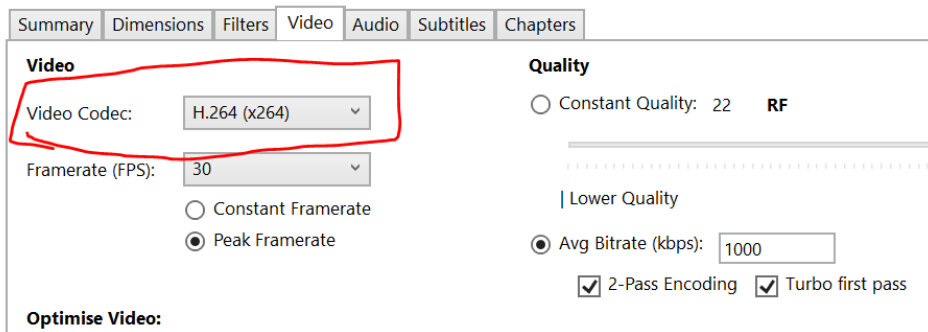 Summary Dimensions Filters Video Audio Subtitles Chapters
Video
Video Codec: H.264 (x264)
Framerate (FPS): 30
Constant Framerate
Peak Framerate
Optimise Video:
Quality
Constant Quality: 22 RF
| Lower Quality
Avg Bitrate (kbps): 1000
2-Pass Encoding Turbo first pass